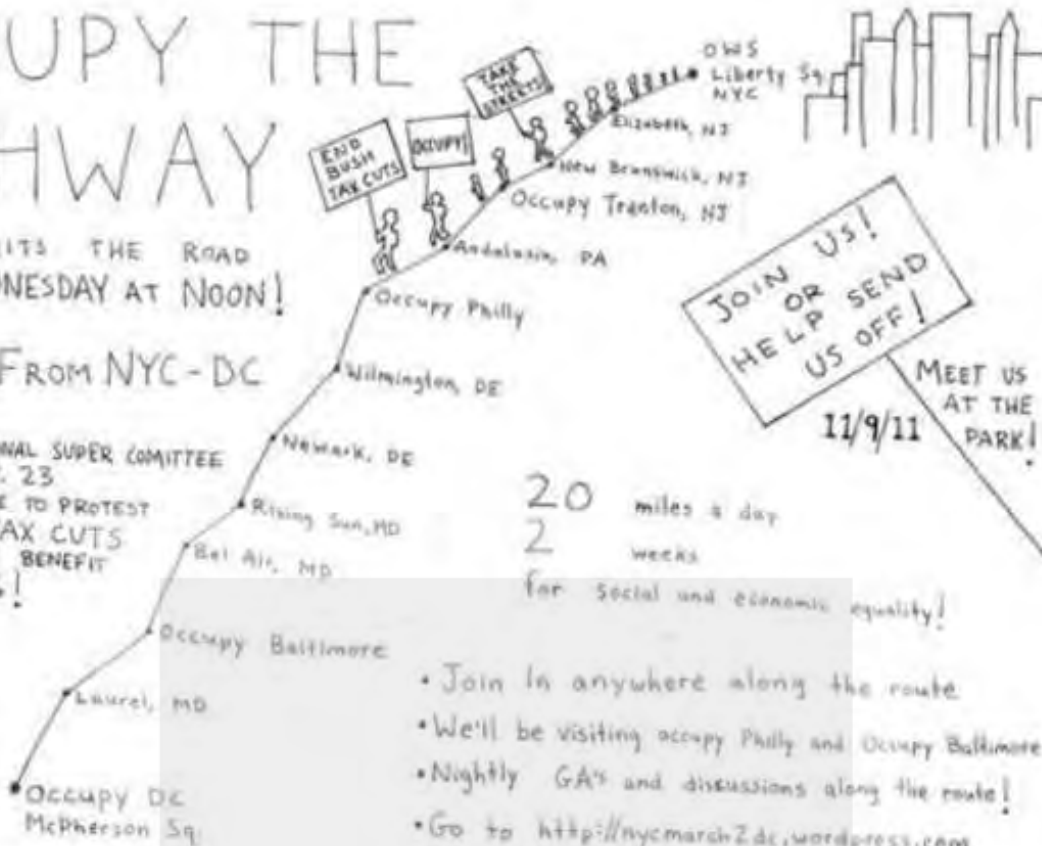 UPY THE
HWAY
ITS THE ROAD
NESDAY AT NOON!
FROM NYC-DC
NAL SUPER COMITTEE
23
E TO PROTEST
AX CUTS
BENEFIT
!
END
BUSH
TAX CUTS
OCCUPY!
TAKE
THE
STREETS!
OWS
Liberty Sq.
NYC
Elizabeth, NJ
New Brunswick, NJ
Occupy Trenton, NJ
Andalusia, PA
Occupy Philly
Wilmington, DE
Newark, DE
Rising Sun, MD
Bel Air, MD
Occupy Baltimore
Laurel, MD
Occupy DC
McPherson Sq.
JOIN US!
OR
HELP SEND
US OFF!
11/9/11
MEET US
AT THE
PARK!
20 miles a day
2 weeks
for social and economic equality!
• Join in anywhere along the route
• We'll be visiting occupy Philly and Occupy Baltimore
• Nightly GA's and discussions along the route!
• Go to http://nycmarch2dc.wordpress.com